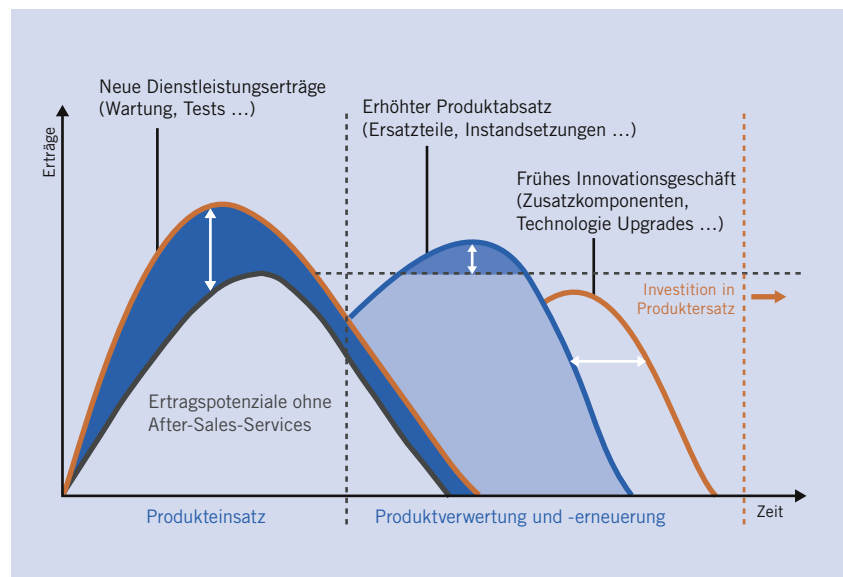 Neue Dienstleistungserträge
(Wartung, Tests ...)
Erhöhter Produktabsatz
(Ersatzteile, Instandsetzungen ...)
Frühes Innovationsgeschäft
(Zusatzkomponenten,
Technologie Upgrades ...)
Erträge
Investition in
Produktersatz
Ertragspotenziale ohne
After-Sales-Services
Produkteinsatz
Produktverwertung und -erneuerung
Zeit